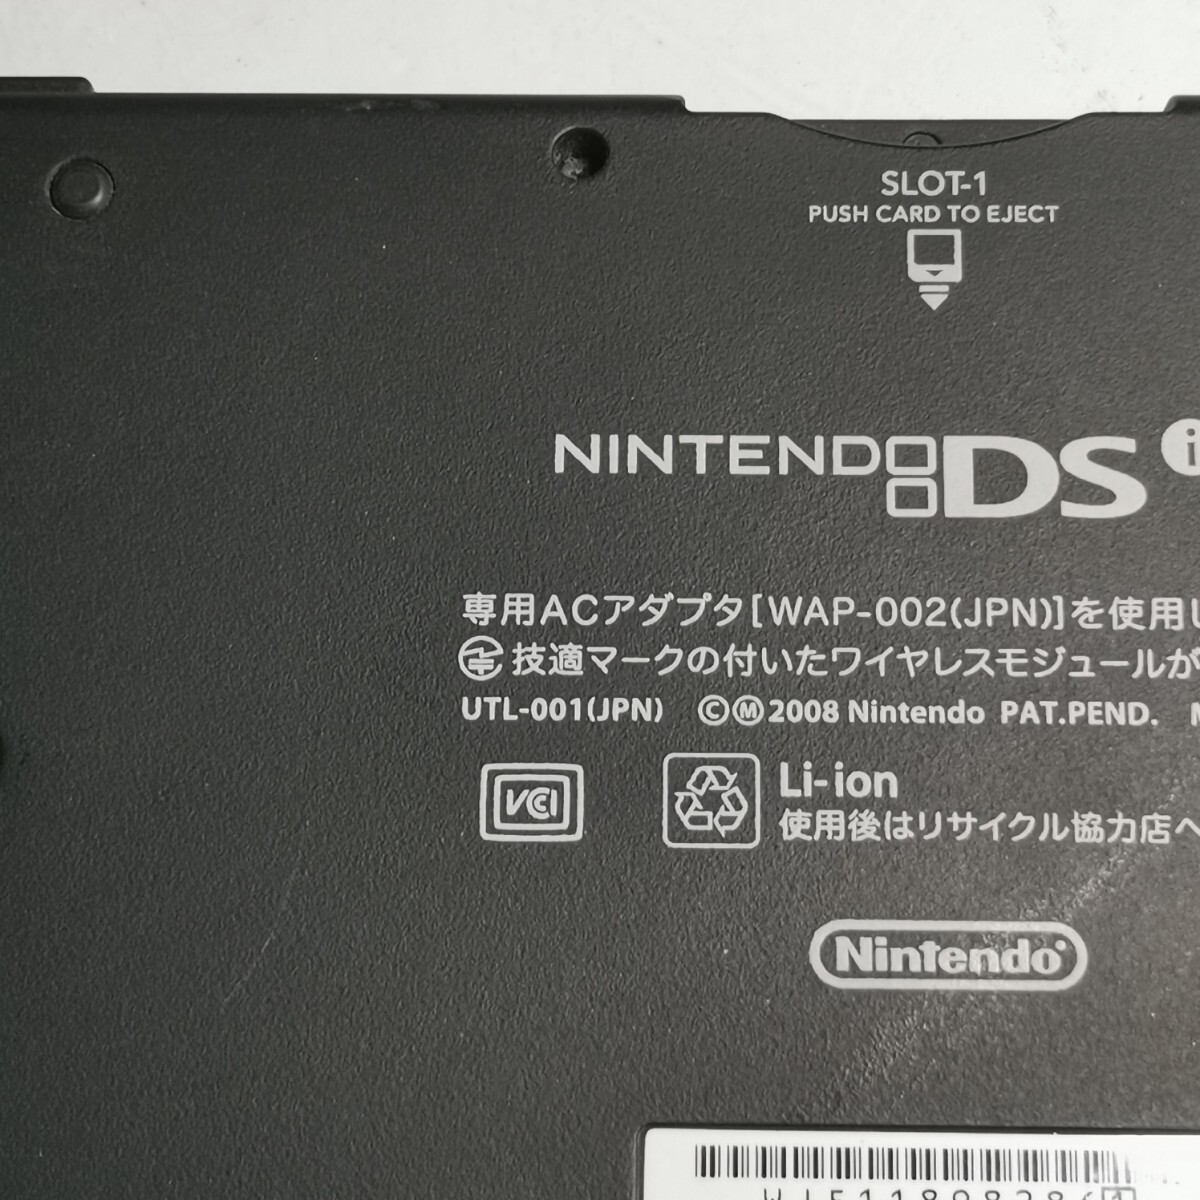 SLOT-1
PUSH CARD TO EJECT
NINTENDO DS i
専用ACアダプタ[WAP-002(JPN)]を使用し
技適マークの付いたワイヤレスモジュールが
UTL-001(JPN) ©Ⓜ2008 Nintendo PAT.PEND. M
VCCI
Li-ion
使用後はリサイクル協力店へ
Nintendo